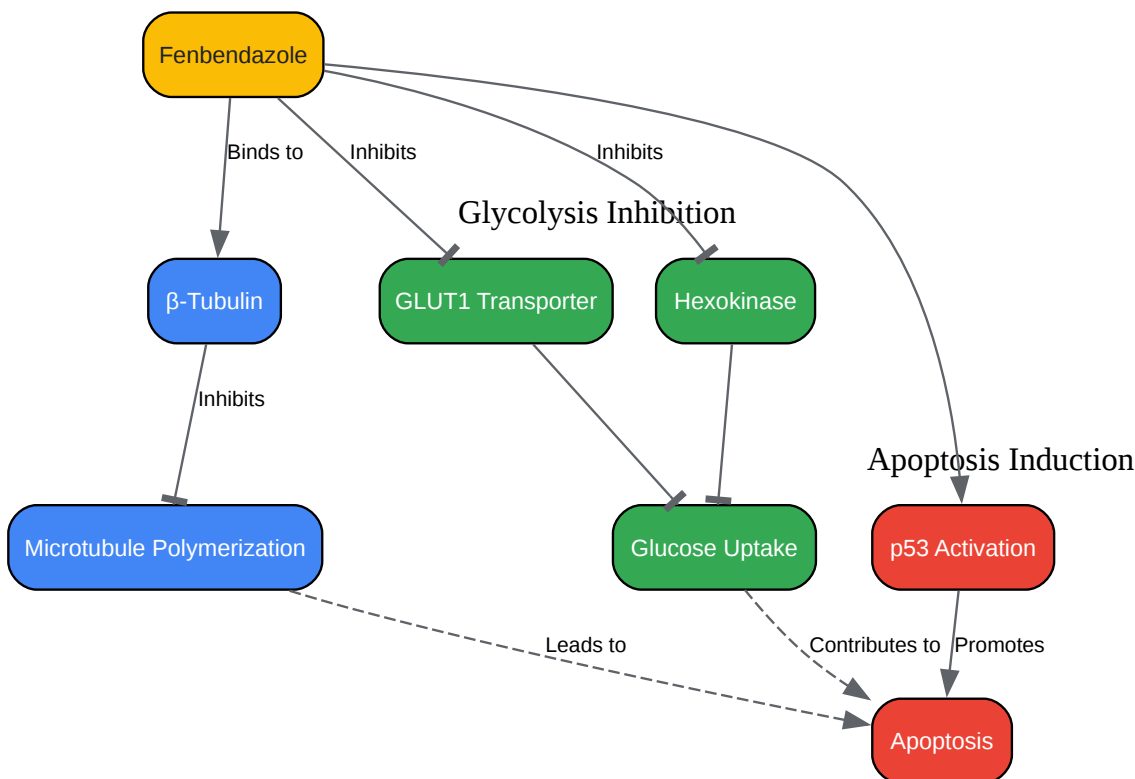 Fenbendazole
Binds to
Inhibits
Inhibits
Glycolysis Inhibition
β-Tubulin
GLUT1 Transporter
Hexokinase
Inhibits
Apoptosis Induction
Microtubule Polymerization
Glucose Uptake
p53 Activation
Leads to
Contributes to
Promotes
Apoptosis